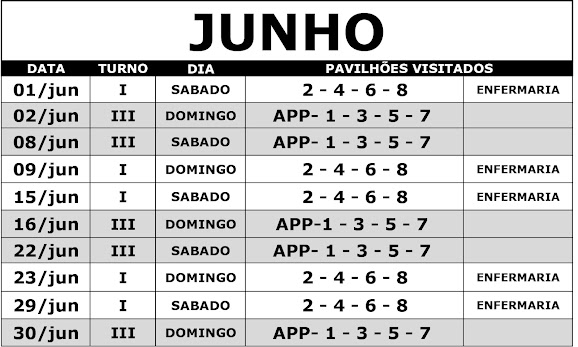 JUNHO
DATA TURNO DIA PAVILHÕES VISITADOS
01/jun I SABADO 2 - 4 - 6 - 8 ENFERMARIA
02/jun III DOMINGO APP- 1 - 3 - 5 - 7
08/jun III SABADO APP- 1 - 3 - 5 - 7
09/jun I DOMINGO 2 - 4 - 6 - 8 ENFERMARIA
15/jun I SABADO 2 - 4 - 6 - 8 ENFERMARIA
16/jun III DOMINGO APP-1 - 3 - 5 - 7
22/jun III SABADO APP- 1 - 3 - 5 - 7
23/jun I DOMINGO 2 - 4 - 6 - 8 ENFERMARIA
29/jun I SABADO 2 - 4 - 6 - 8 ENFERMARIA
30/jun III DOMINGO APP- 1 - 3 - 5 - 7